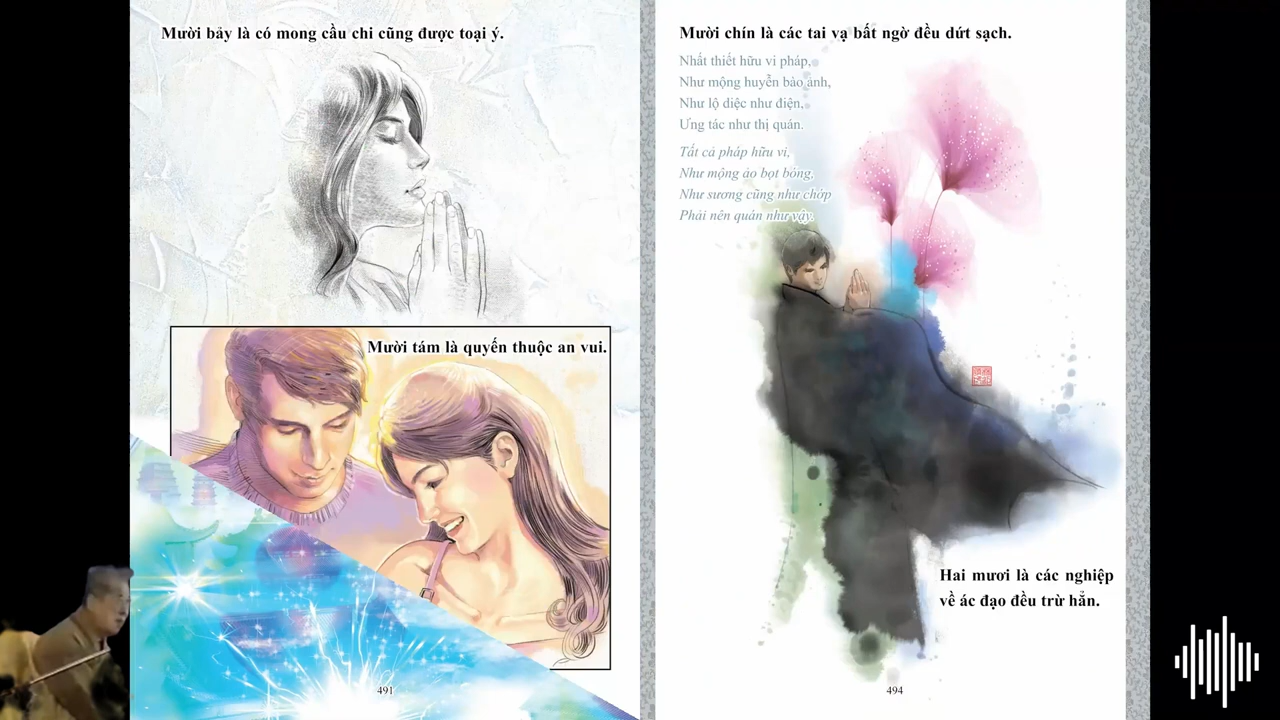 Mười bảy là có mong cầu chi cũng được toại ý.
Mười tám là quyến thuộc an vui.
491
Mười chín là các tai vạ bất ngờ đều dứt sạch.
Nhất thiết hữu vi pháp,
Như mộng huyễn bào ảnh,
Như lộ diệc như điện,
Ưng tác như thị quán.
Tất cả pháp hữu vi,
Như mộng ảo bọt bóng,
Như sương cũng như chớp
Phải nên quán như vậy.
Hai mươi là các nghiệp
về ác đạo đều trừ hẳn.
494